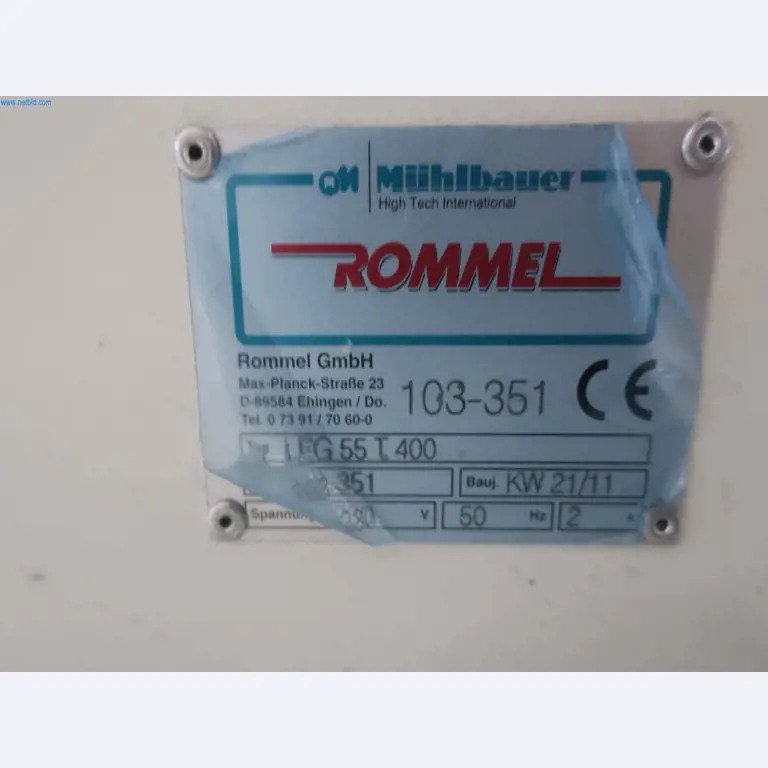 www.netbid.com
Mühlbauer
High Tech International
ROMMEL
Rommel GmbH
Max-Planck-Straße 23
D-89584 Ehingen / Do.
Tel. 0 73 91 / 70 60-0
103-351 CE
EG 55 T 400
351 Bauj. KW 21/11
V 50 Hz 2